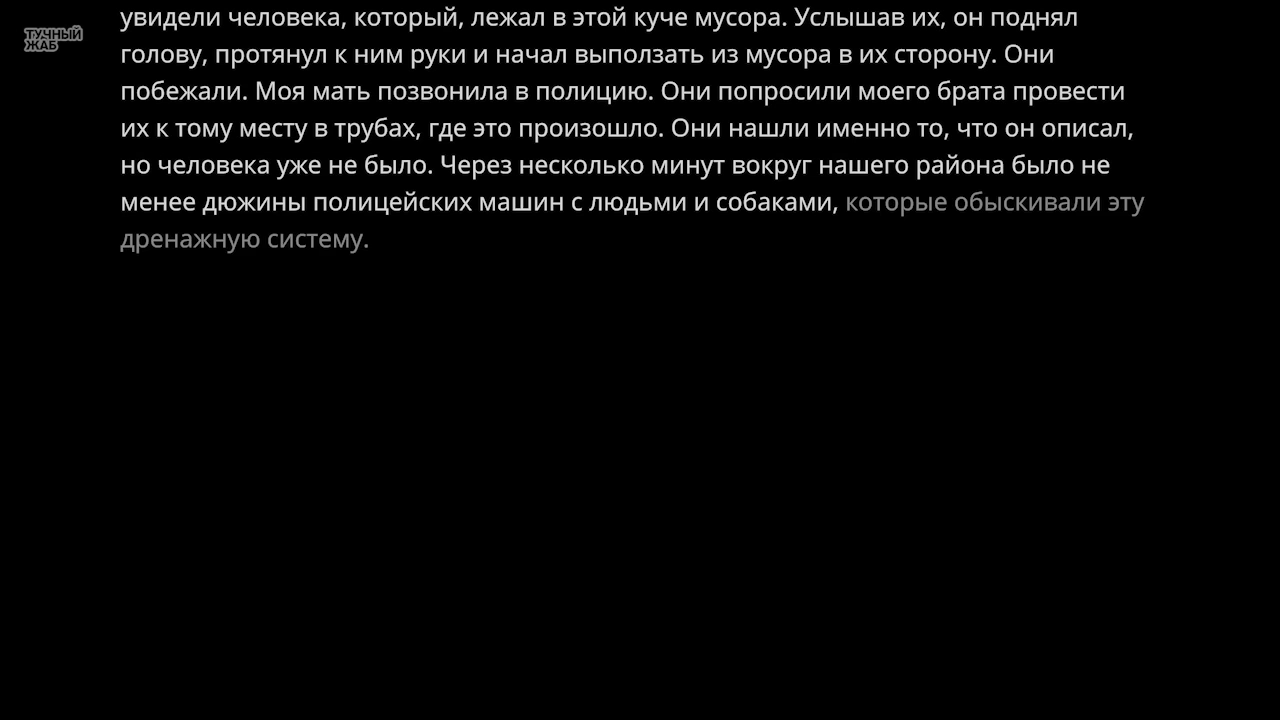 увидели человека, который, лежал в этой куче мусора. Услышав их, он поднял
ТУЧНЫЙ
ЖАБ
голову, протянул к ним руки и начал выползать из мусора в их сторону. Они
побежали. Моя мать позвонила в полицию. Они попросили моего брата провести
их к тому месту в трубах, где это произошло. Они нашли именно то, что он описал,
но человека уже не было. Через несколько минут вокруг нашего района было не
менее дюжины полицейских машин с людьми и собаками, которые обыскивали эту
дренажную систему.